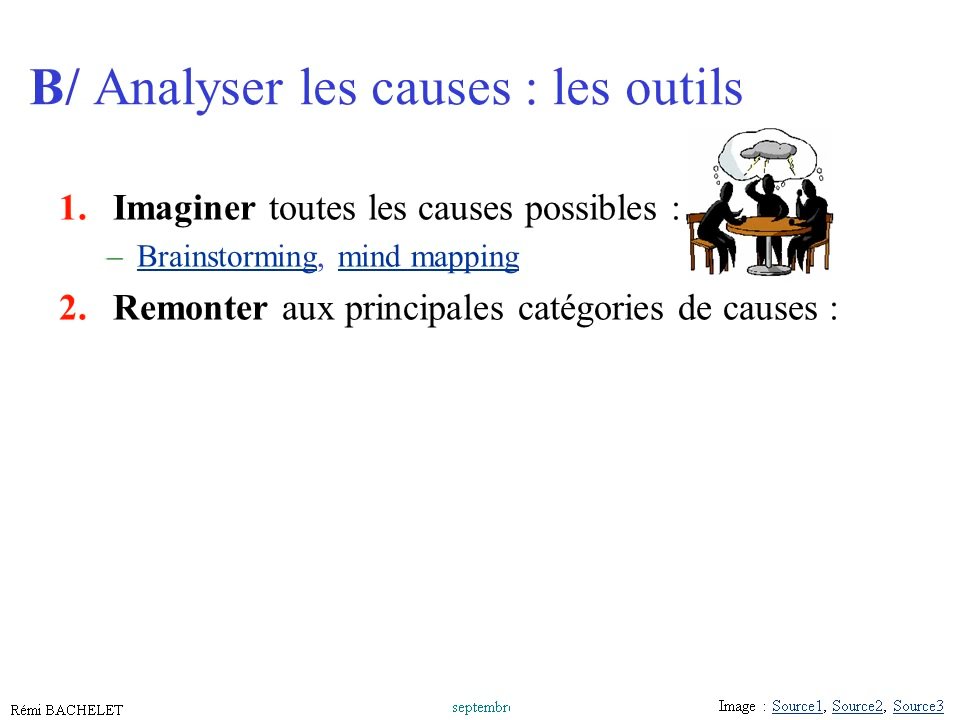 B/ Analyser les causes : les outils
1. Imaginer toutes les causes possibles :
– Brainstorming, mind mapping
2. Remonter aux principales catégories de causes :
Rémi BACHELET
septembre
Image : Source1, Source2, Source3